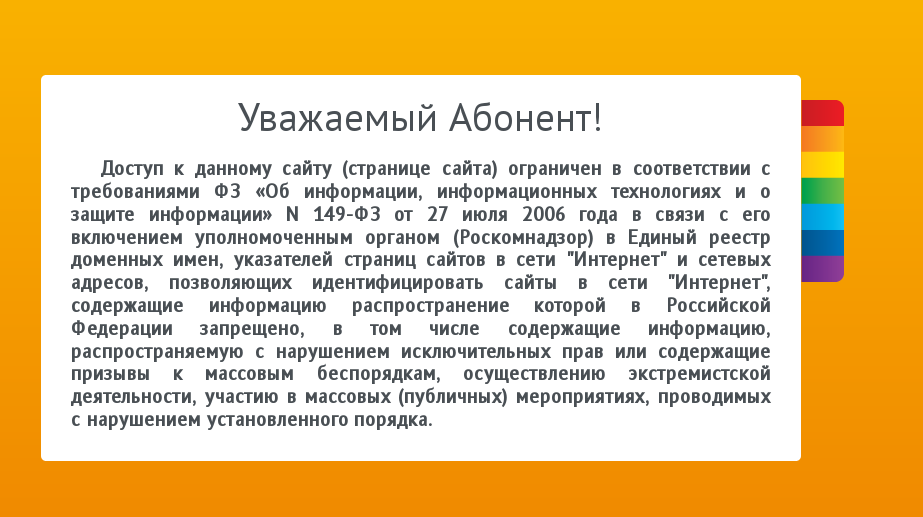 Уважаемый Абонент!
Доступ к данному сайту (странице сайта) ограничен в соответствии с
требованиями ФЗ «Об информации, информационных технологиях и о
защите информации» N 149-ФЗ от 27 июля 2006 года в связи с его
включением уполномоченным органом (Роскомнадзор) в Единый реестр
доменных имен, указателей страниц сайтов в сети "Интернет" и сетевых
адресов, позволяющих идентифицировать сайты в сети "Интернет",
содержащие информацию распространение которой в Российской
Федерации запрещено, в том числе содержащие информацию,
распространяемую с нарушением исключительных прав или содержащие
призывы к массовым беспорядкам, осуществлению экстремистской
деятельности, участию в массовых (публичных) мероприятиях, проводимых
с нарушением установленного порядка.